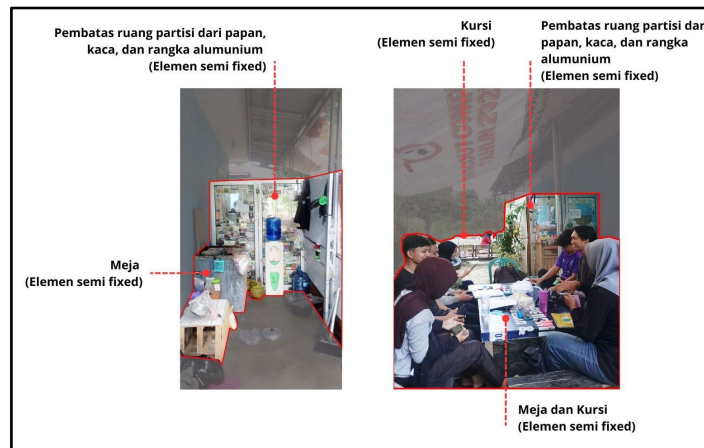 Pembatas ruang partisi dari papan,
kaca, dan rangka alumunium
(Elemen semi fixed)
Kursi
(Elemen semi fixed)
Pembatas ruang partisi dar
papan, kaca, dan rangka
alumunium
(Elemen semi fixed)
Meja
(Elemen semi fixed)
Meja dan Kursi
(Elemen semi fixed)